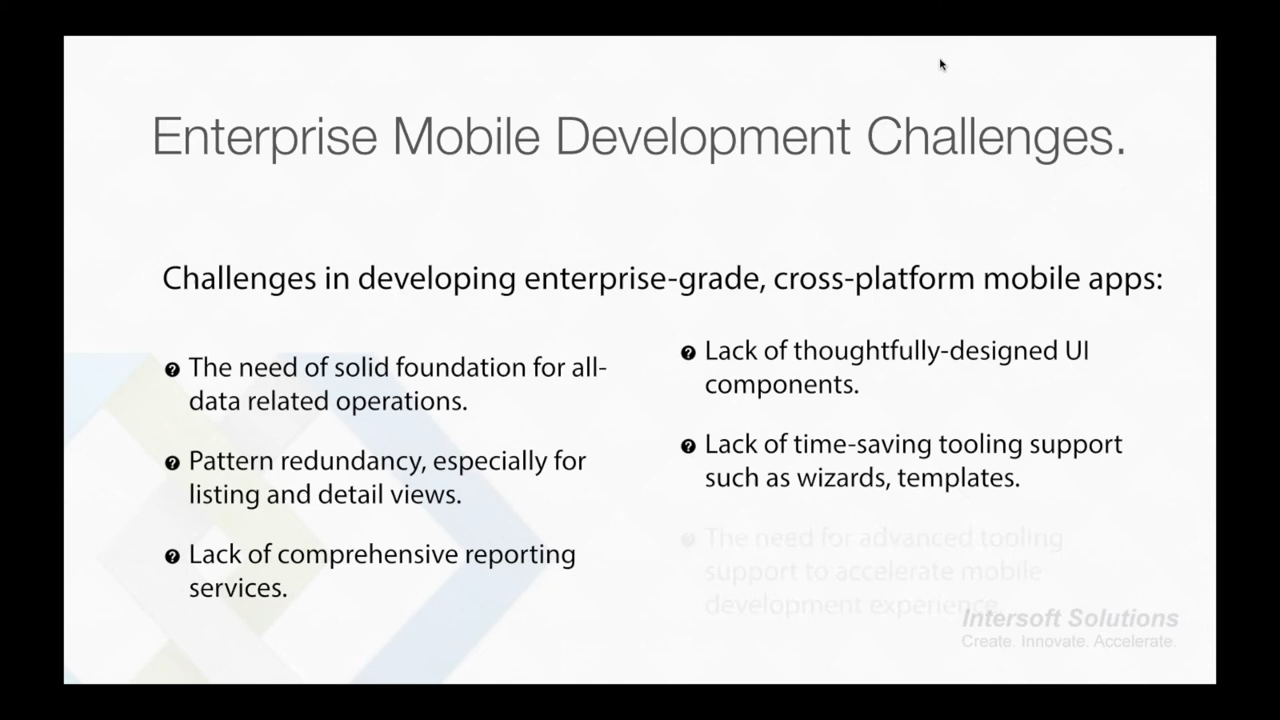 Enterprise Mobile Development Challenges.
Challenges in developing enterprise-grade, cross-platform mobile apps:
The need of solid foundation for all-
data related operations.
Pattern redundancy, especially for
listing and detail views.
Lack of comprehensive reporting
services.
Lack of thoughtfully-designed UI
components.
Lack of time-saving tooling support
such as wizards, templates.
The need for advanced tooling
support to accelerate mobile
development experience.
Intersoft Solutions
Create. Innovate. Accelerate.